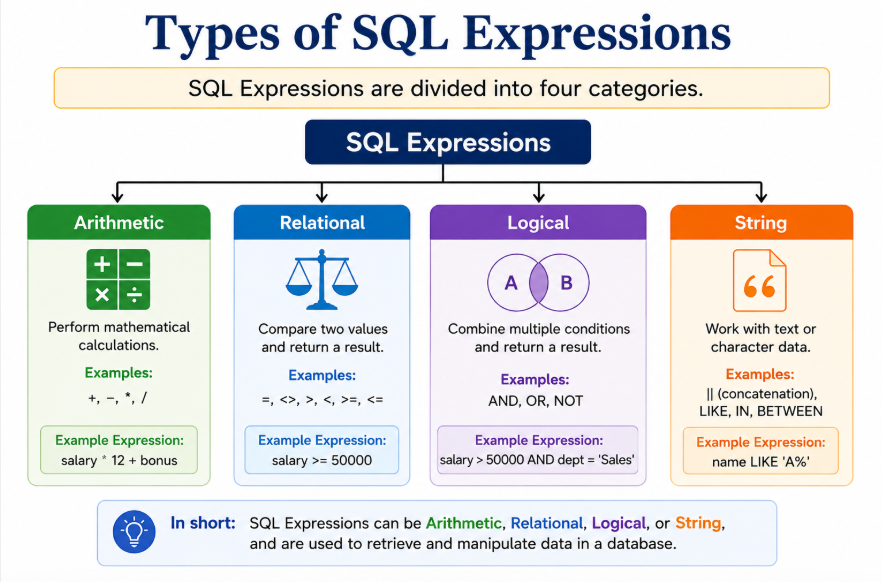 Types of SQL Expressions
SQL Expressions are divided into four categories.
SQL Expressions
Arithmetic
+ −
× ÷
Perform mathematical
calculations.
Examples:
+, −, *, /
Example Expression:
salary * 12 + bonus
Relational
Compare two values
and return a result.
Examples:
=, <>, >, <, >=, <=
Example Expression:
salary >= 50000
Logical
A B
Combine multiple conditions
and return a result.
Examples:
AND, OR, NOT
Example Expression:
salary > 50000 AND dept = 'Sales'
String
“
Work with text or
character data.
Examples:
|| (concatenation),
LIKE, IN, BETWEEN
Example Expression:
name LIKE 'A%'
In short: SQL Expressions can be Arithmetic, Relational, Logical, or String,
and are used to retrieve and manipulate data in a database.